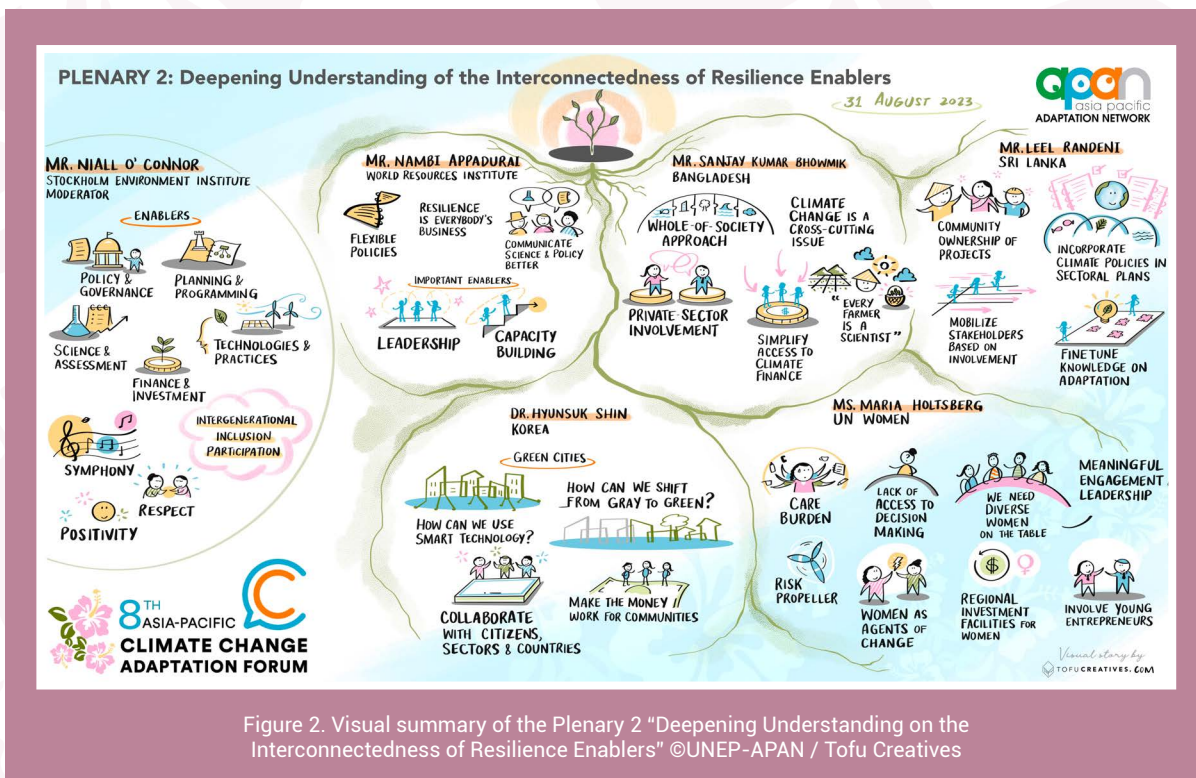 PLENARY 2: Deepening Understanding of the Interconnectedness of Resilience Enablers
31 AUGUST 2023
apan
asia pacific
ADAPTATION NETWORK
MR. NIALL O' CONNOR
STOCKHOLM ENVIRONMENT INSTITUTE
MODERATOR
ENABLERS
POLICY &
GOVERNANCE
PLANNING &
PROGRAMMING
SCIENCE &
ASSESSMENT
TECHNOLOGIES &
PRACTICES
FINANCE &
INVESTMENT
INTERGENERATIONAL
INCLUSION
PARTICIPATION
SYMPHONY
RESPECT
POSITIVITY
8TH
ASIA-PACIFIC
CLIMATE CHANGE
ADAPTATION FORUM
MR. NAMBI APPADURAI
WORLD RESOURCES INSTITUTE
FLEXIBLE
POLICIES
RESILIENCE
IS EVERYBODY'S
BUSINESS
COMMUNICATE
SCIENCE & POLICY
BETTER
IMPORTANT ENABLERS
LEADERSHIP
CAPACITY
BUILDING
MR. SANJAY KUMAR BHOWMIK
BANGLADESH
WHOLE-OF-SOCIETY
APPROACH
CLIMATE
CHANGE IS A
CROSS-CUTTING
ISSUE
PRIVATE-SECTOR
INVOLVEMENT
$
SIMPLIFY
ACCESS TO
CLIMATE
FINANCE
"EVERY
FARMER
IS A
SCIENTIST"
MR. LEEL RANDENI
SRI LANKA
COMMUNITY
OWNERSHIP OF
PROJECTS
INCORPORATE
CLIMATE POLICIES IN
SECTORAL PLANS
MOBILIZE
STAKEHOLDERS
BASED ON
INVOLVEMENT
FINETUNE
KNOWLEDGE ON
ADAPTATION
DR. HYUNSUK SHIN
KOREA
GREEN CITIES
HOW CAN WE USE
SMART TECHNOLOGY?
HOW CAN WE SHIFT
FROM GRAY TO GREEN?
COLLABORATE
WITH CITIZENS,
SECTORS & COUNTRIES
MAKE THE MONEY
WORK FOR COMMUNITIES
MS. MARIA HOLTSBERG
UN WOMEN
CARE
BURDEN
LACK OF
ACCESS TO
DECISION
MAKING
WE NEED
DIVERSE
WOMEN
ON THE TABLE
MEANINGFUL
ENGAGEMENT
LEADERSHIP
RISK
PROPELLER
WOMEN AS
AGENTS OF
CHANGE
$
REGIONAL
INVESTMENT
FACILITIES FOR
WOMEN
INVOLVE YOUNG
ENTREPRENEURS
Visual story by
TOFUCREATIVES.COM
Figure 2. Visual summary of the Plenary 2 “Deepening Understanding on the
Interconnectedness of Resilience Enablers” ©UNEP-APAN / Tofu Creatives